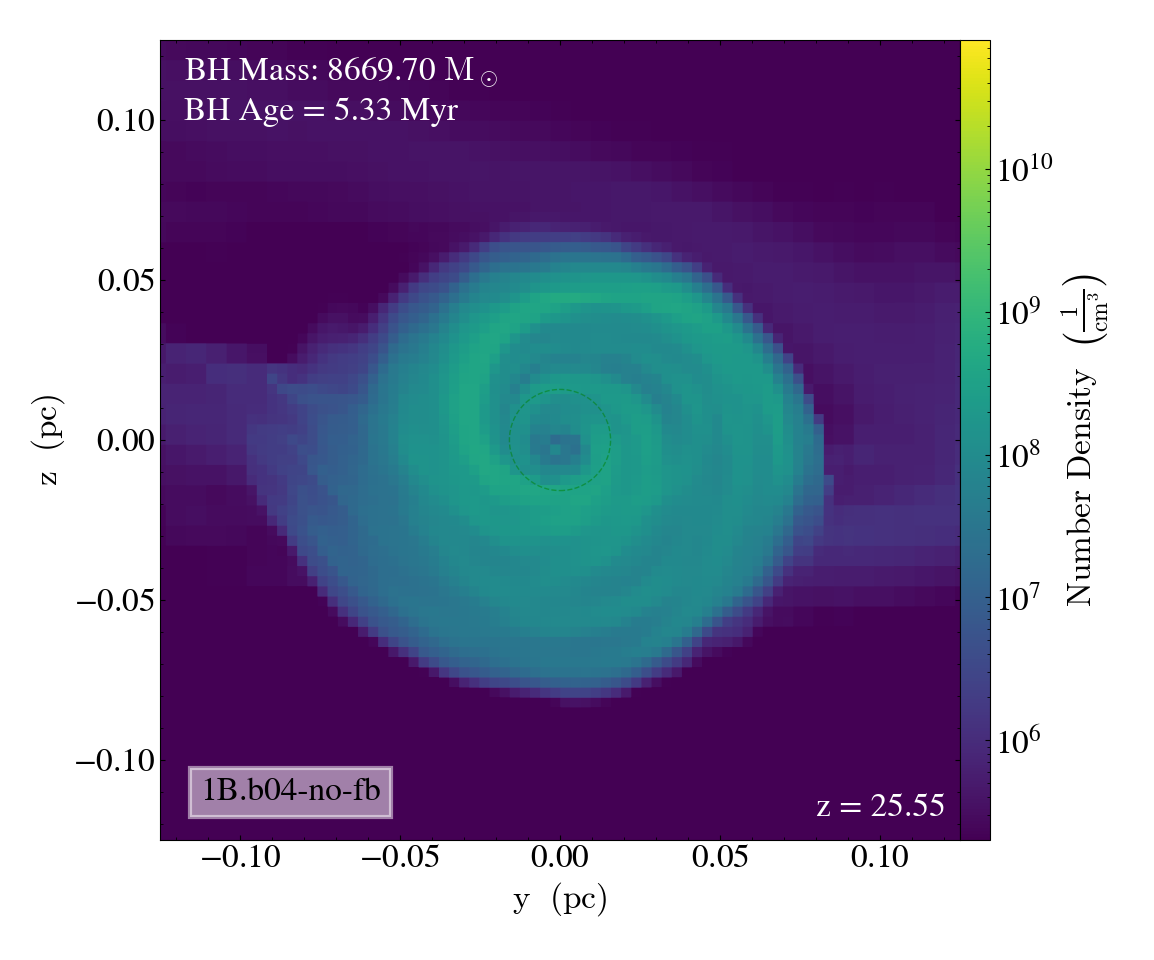 BH Mass: 8669.70 M⊙
BH Age = 5.33 Myr
0.10
0.05
0.00
−0.05
−0.10
z (pc)
1B.b04-no-fb
z = 25.55
−0.10 −0.05 0.00 0.05 0.10
y (pc)
10¹⁰
10⁹
10⁸
10⁷
10⁶
Number Density (1/cm³)